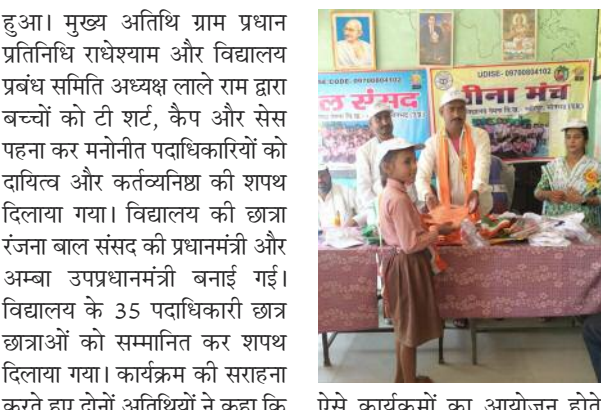 हुआ। मुख्य अतिथि ग्राम प्रधान
प्रतिनिधि राधेश्याम और विद्यालय
प्रबंध समिति अध्यक्ष लाले राम द्वारा
बच्चों को टी शर्ट, कैप और सेस
पहना कर मनोनीत पदाधिकारियों को
दायित्व और कर्तव्यनिष्ठा की शपथ
दिलाया गया। विद्यालय की छात्रा
रंजना बाल संसद की प्रधानमंत्री और
अम्बा उपप्रधानमंत्री बनाई गई।
विद्यालय के 35 पदाधिकारी छात्र
छात्राओं को सम्मानित कर शपथ
दिलाया गया। कार्यक्रम की सराहना
करते हुए दोनों अतिथियों ने कहा कि
CODE- 09780804102
ल संसद
UDISE- 09780804102
मीना मंच
ऐसे कार्यक्रमों का आयोजन होते